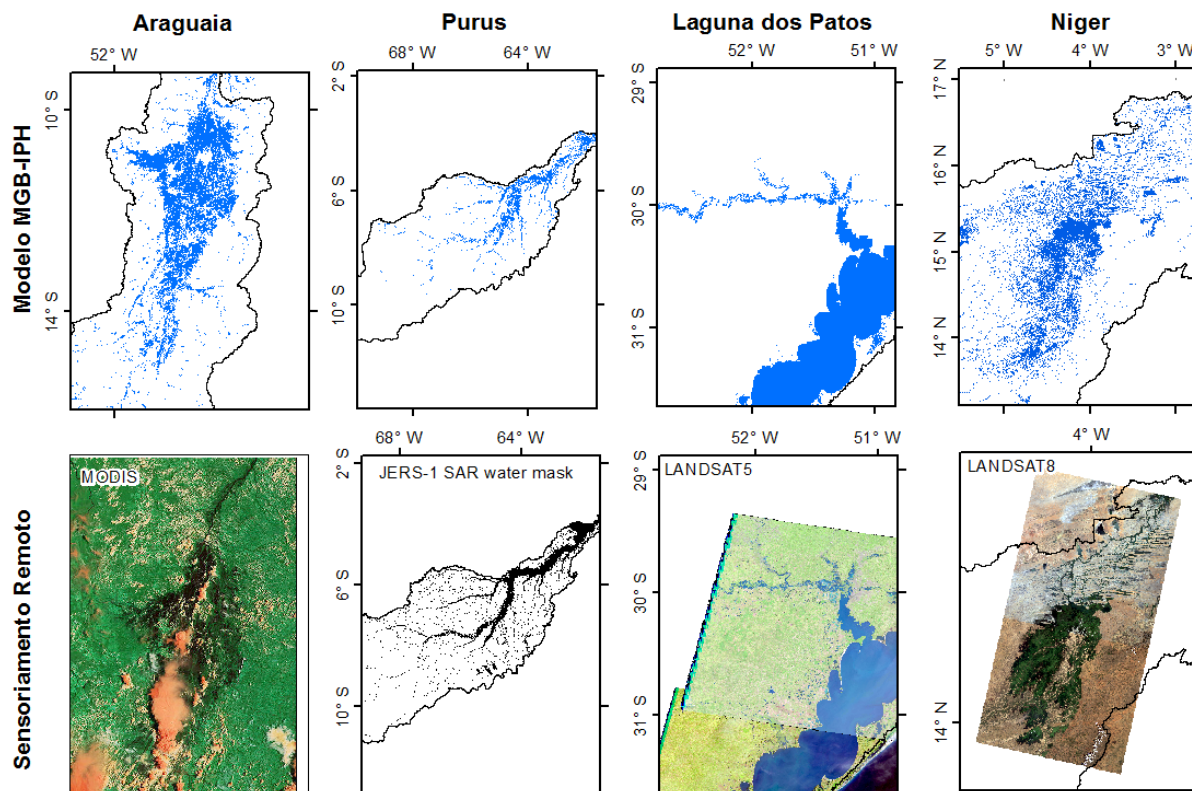 Araguaia
Purus
Laguna dos Patos
Niger
52° W
68° W 64° W
52° W 51° W
5° W 4° W 3° W
Modelo MGB-IPH
10° S
14° S
2° S
6° S
10° S
29° S
30° S
31° S
17° N
16° N
15° N
14° N
68° W 64° W
52° W 51° W
4° W
Sensoriamento Remoto
MODIS
JERS-1 SAR water mask
LANDSAT5
LANDSAT8
2° S
6° S
10° S
29° S
30° S
31° S
14° N